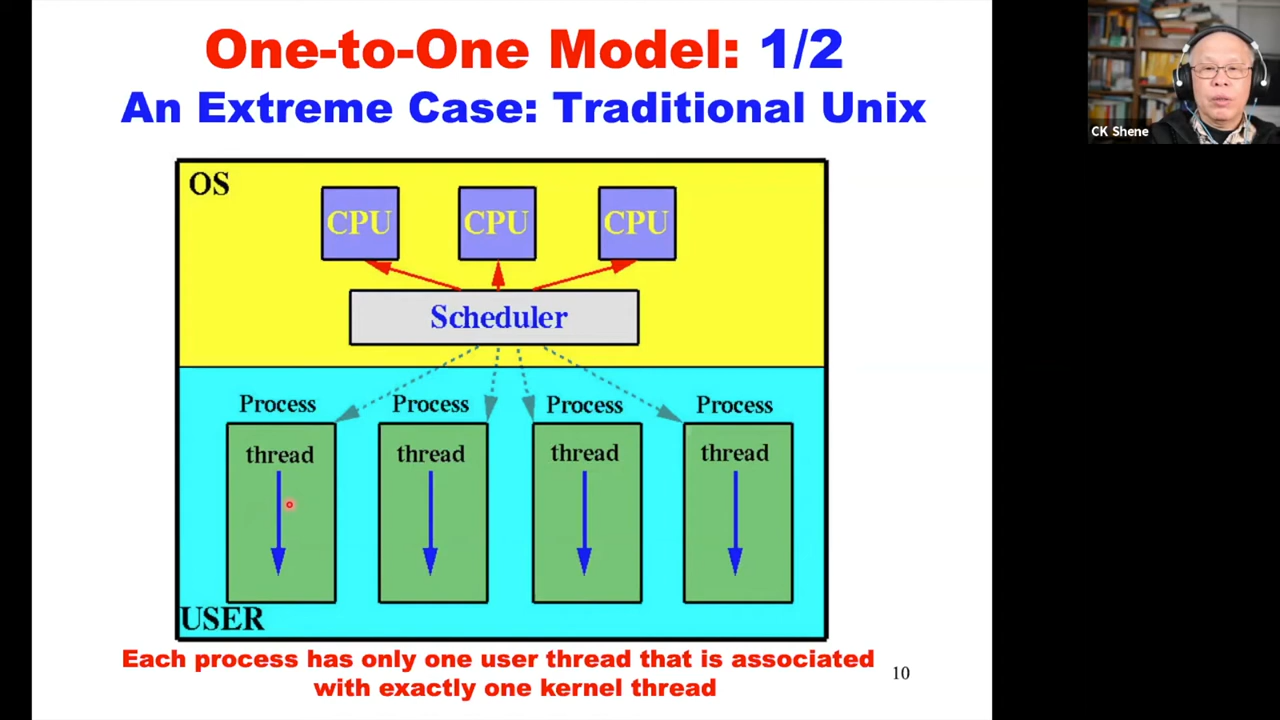 One-to-One Model: 1/2
An Extreme Case: Traditional Unix
CK Shene
OS
CPU CPU CPU
Scheduler
Process Process Process Process
thread thread thread thread
USER
Each process has only one user thread that is associated
with exactly one kernel thread
10